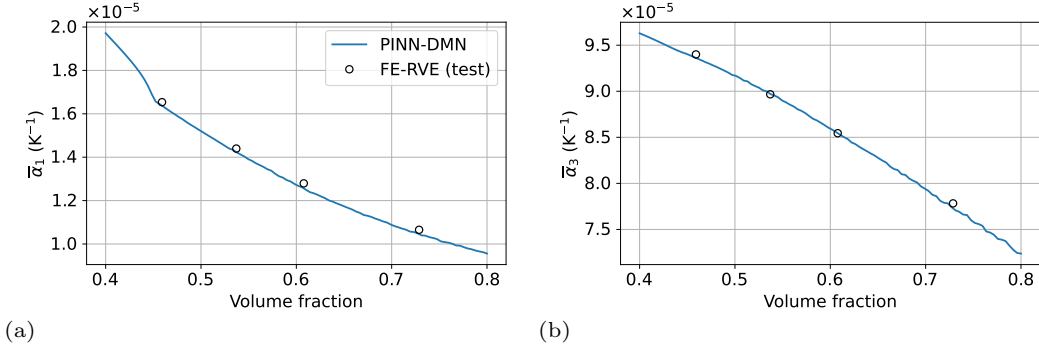 ×10⁻⁵
2.0
1.8
1.6
1.4
1.2
1.0
ᾱ₁ (K⁻¹)
PINN-DMN
FE-RVE (test)
0.4 0.5 0.6 0.7 0.8
Volume fraction
(a)
×10⁻⁵
9.5
9.0
8.5
8.0
7.5
ᾱ₃ (K⁻¹)
0.4 0.5 0.6 0.7 0.8
Volume fraction
(b)